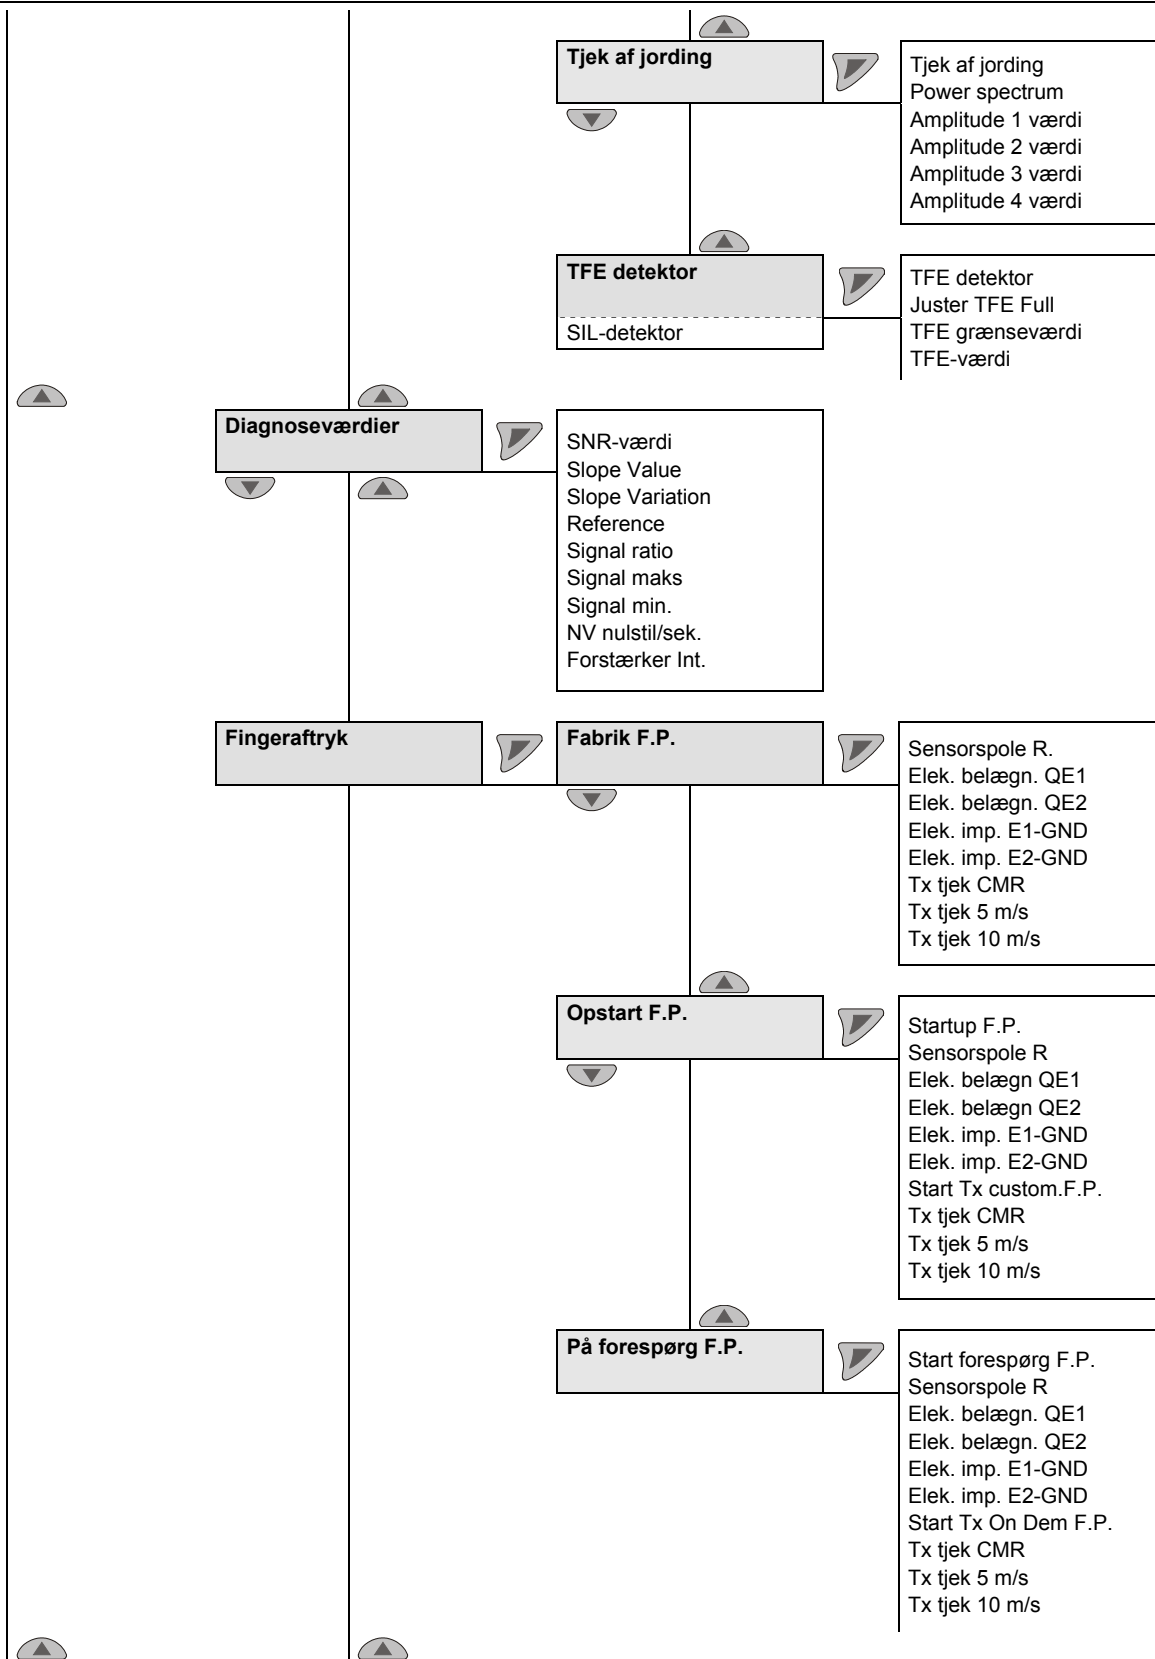 Tjek af jording
Tjek af jording
Power spectrum
Amplitude 1 værdi
Amplitude 2 værdi
Amplitude 3 værdi
Amplitude 4 værdi
TFE detektor
SIL-detektor
TFE detektor
Juster TFE Full
TFE grænseværdi
TFE-værdi
Diagnoseværdier
SNR-værdi
Slope Value
Slope Variation
Reference
Signal ratio
Signal maks
Signal min.
NV nulstil/sek.
Forstærker Int.
Fingeraftryk
Fabrik F.P.
Sensorspole R.
Elek. belægn. QE1
Elek. belægn. QE2
Elek. imp. E1-GND
Elek. imp. E2-GND
Tx tjek CMR
Tx tjek 5 m/s
Tx tjek 10 m/s
Opstart F.P.
Startup F.P.
Sensorspole R
Elek. belægn QE1
Elek. belægn QE2
Elek. imp. E1-GND
Elek. imp. E2-GND
Start Tx custom.F.P.
Tx tjek CMR
Tx tjek 5 m/s
Tx tjek 10 m/s
På forespørg F.P.
Start forespørg F.P.
Sensorspole R
Elek. belægn. QE1
Elek. belægn. QE2
Elek. imp. E1-GND
Elek. imp. E2-GND
Start Tx On Dem F.P.
Tx tjek CMR
Tx tjek 5 m/s
Tx tjek 10 m/s